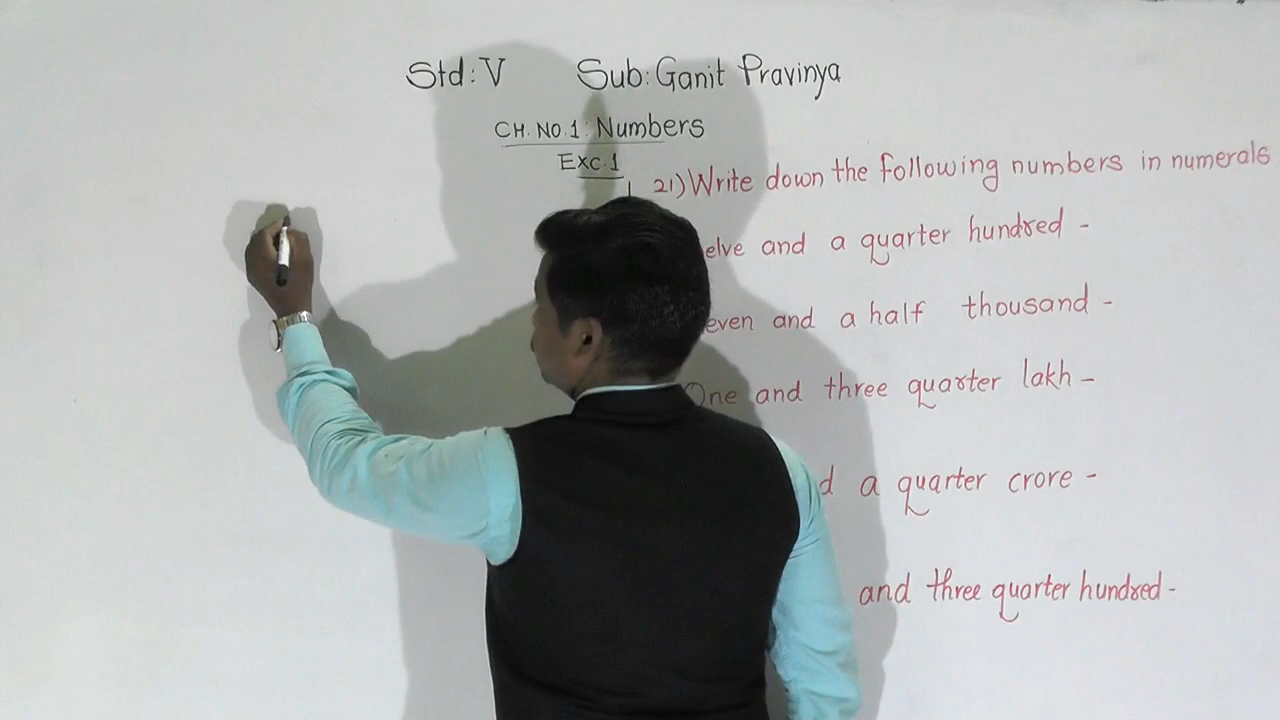 Std: V Sub: Ganit Pravinya
CH. NO. 1: Numbers
Exc. 1
21) Write down the following numbers in numerals
elve and a quarter hundred -
even and a half thousand -
One and three quarter lakh -
d a quarter crore -
and three quarter hundred -